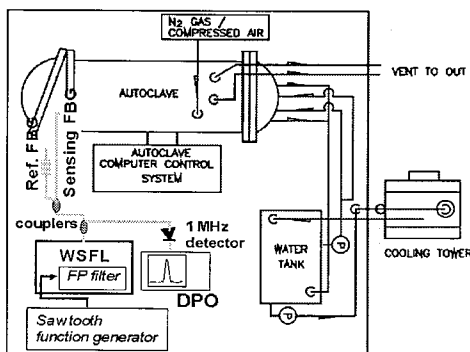 N2 GAS /
COMPRESSED AIR
VENT TO OUT
AUTOCLAVE
Ref. FBG
Sensing FBG
AUTOCLAVE
COMPUTER CONTROL
SYSTEM
couplers
1 MHz
detector
WSFL
FP filter
DPO
Sawtooth
function generator
WATER
TANK
P
P
COOLING TOWER